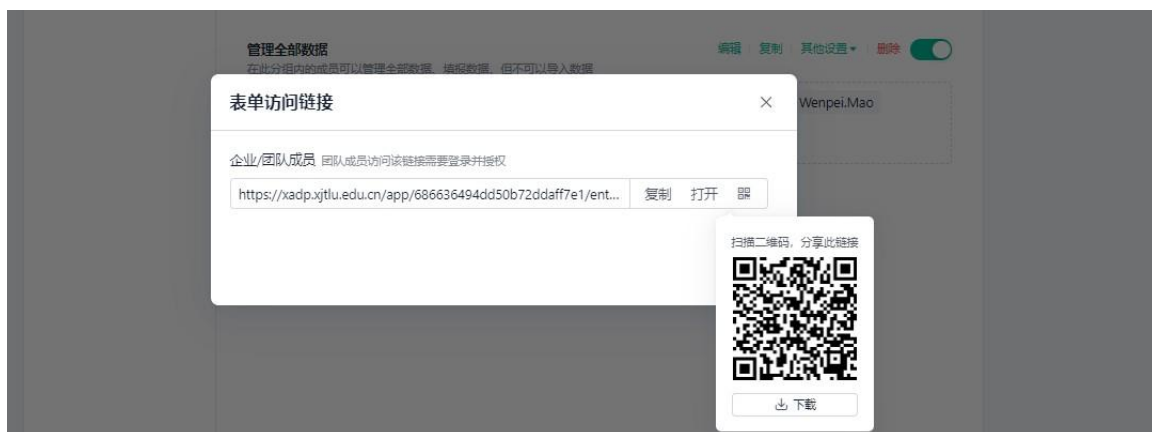 管理全部数据
编辑 复制 其他设置 删除
在此分组内的成员可以管理全部数据、填报数据,但不可以导入数据
表单访问链接
Wenpei.Mao
企业/团队成员 团队成员访问该链接需要登录并授权
https://xadp.xjtlu.edu.cn/app/686636494dd50b72ddaff7e1/ent... 复制 打开
扫描二维码,分享此链接
下载